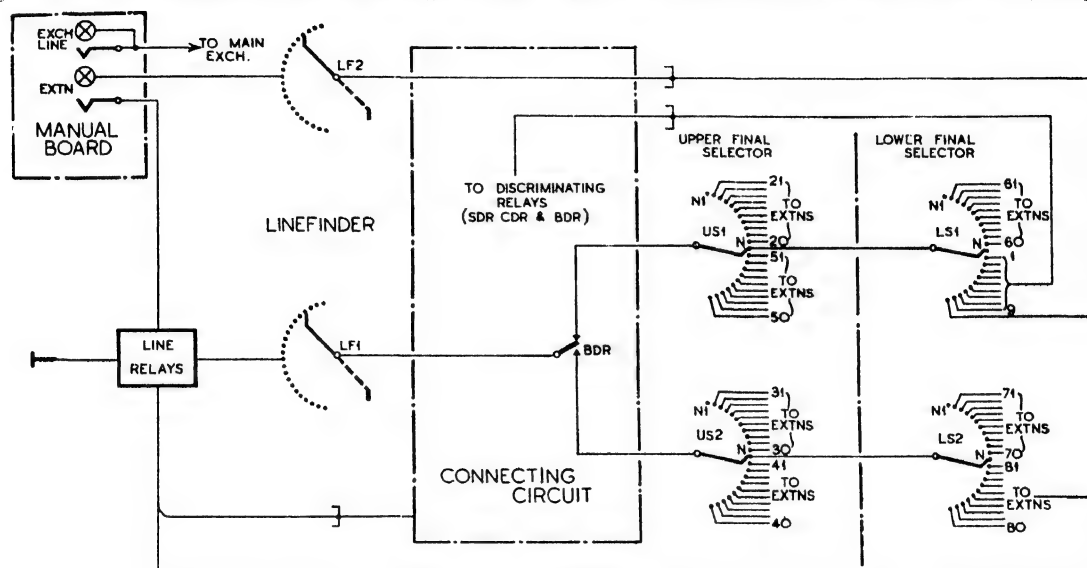 EXCH
LINE
TO MAIN
EXCH.
EXTN
MANUAL
BOARD
LF2
LINEFINDER
TO DISCRIMINATING
RELAYS
(SDR CDR & BDR)
UPPER FINAL
SELECTOR
LOWER FINAL
SELECTOR
21
N1
TO
EXTNS
US1
N
20
51
TO
EXTNS
50
61
N1
TO
EXTNS
LS1
N
60
1
9
LINE
RELAYS
LF1
BDR
31
N1
TO
EXTNS
US2
N
30
41
TO
EXTNS
40
71
N1
TO
EXTNS
LS2
N
70
81
TO
EXTNS
80
CONNECTING
CIRCUIT